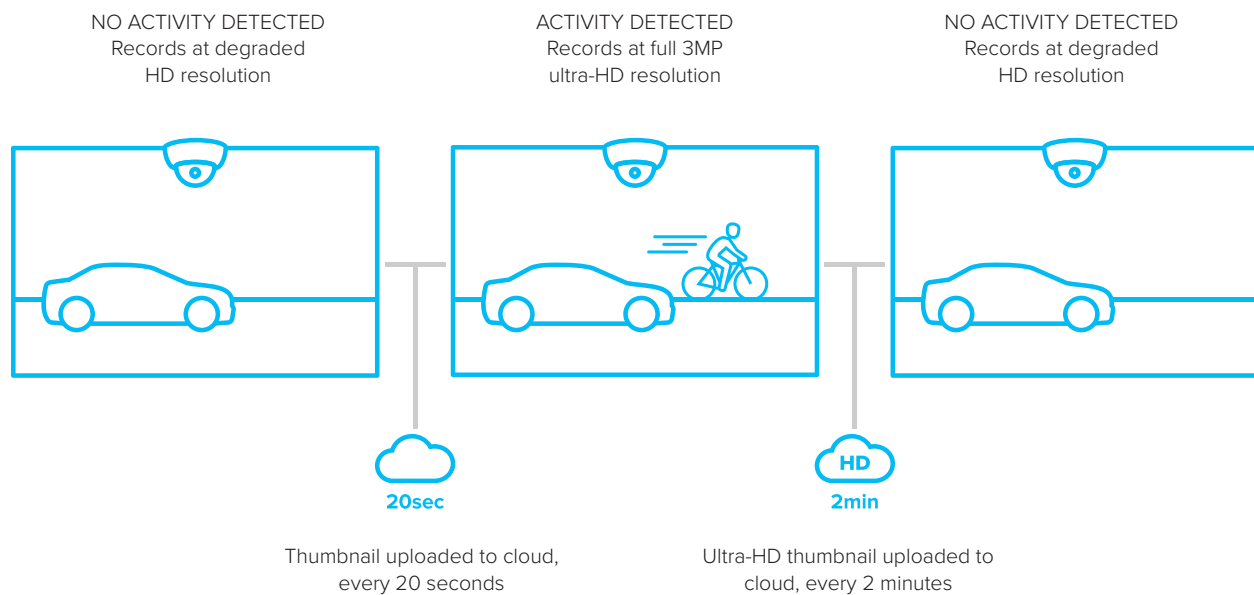 NO ACTIVITY DETECTED
Records at degraded
HD resolution
ACTIVITY DETECTED
Records at full 3MP
ultra-HD resolution
NO ACTIVITY DETECTED
Records at degraded
HD resolution
20sec
Thumbnail uploaded to cloud,
every 20 seconds
HD
2min
Ultra-HD thumbnail uploaded to
cloud, every 2 minutes